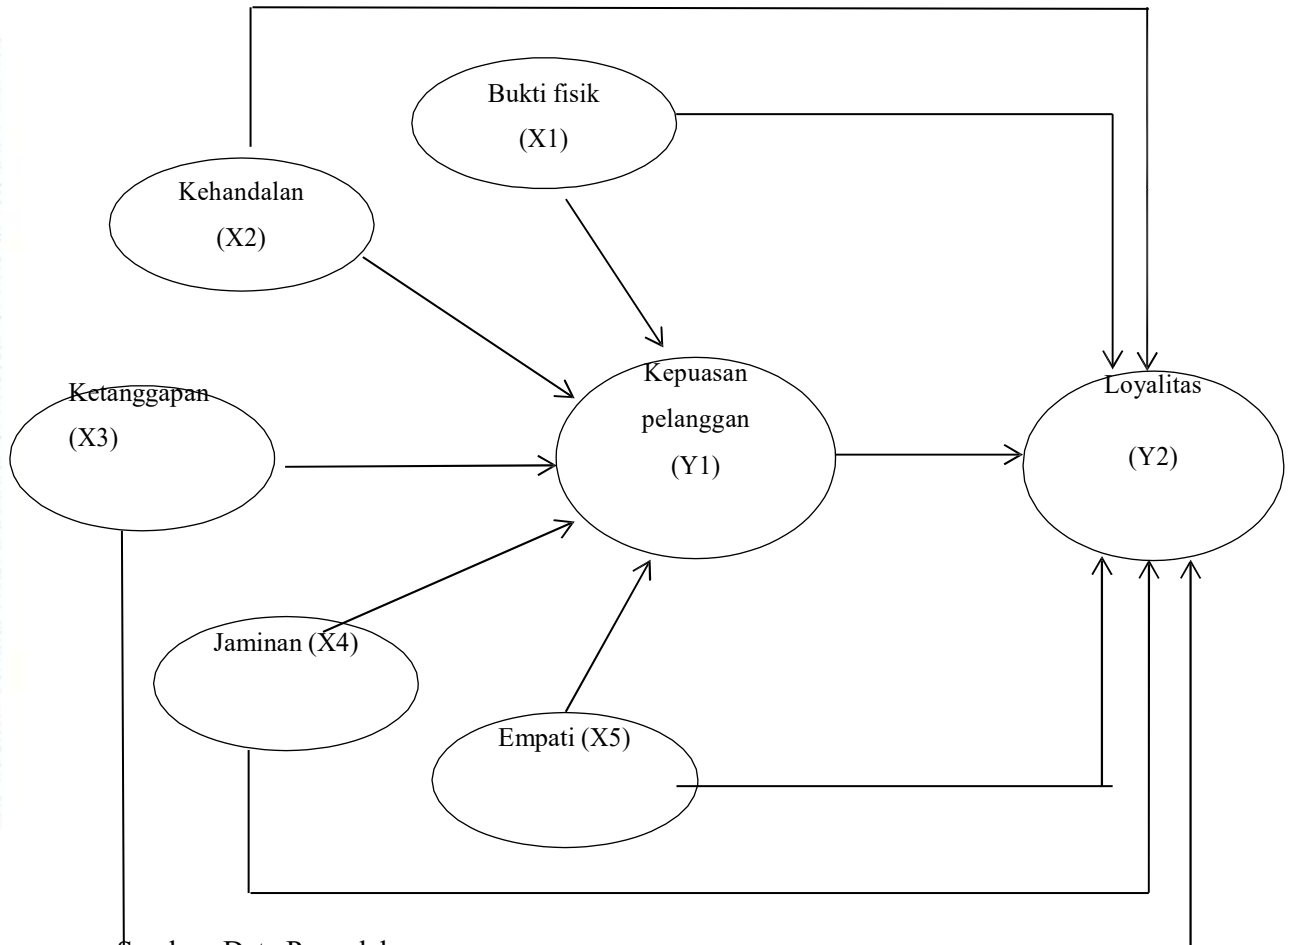 Bukti fisik
(X1)
Kehandalan
(X2)
Kepuasan
pelanggan
(Y1)
Loyalitas
(Y2)
Ketanggapan
(X3)
Jaminan (X4)
Empati (X5)